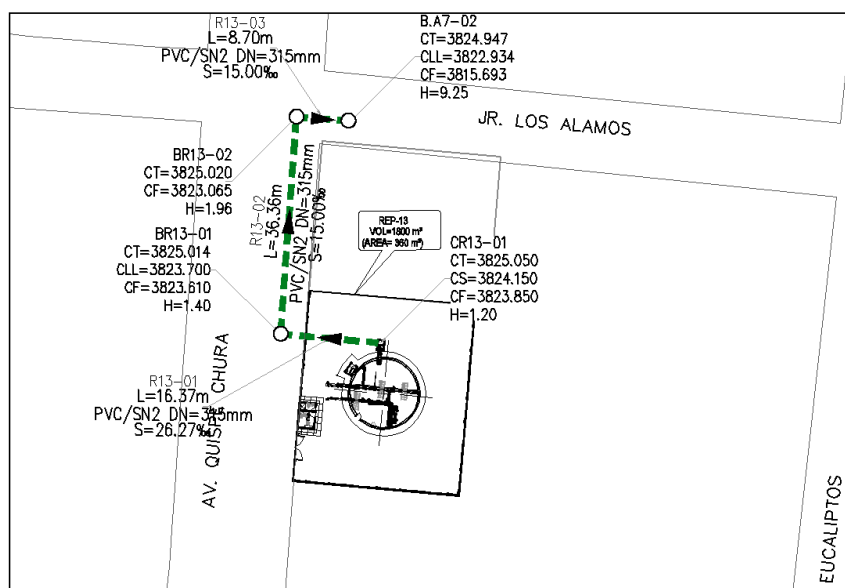 R13-03
L=8.70m
PVC/SN2 DN=315mm
S=15.00‰
B.A7-02
CT=3824.947
CLL=3822.934
CF=3815.693
H=9.25
JR. LOS ALAMOS
BR13-02
CT=3825.020
CF=3823.065
H=1.96
R13-02
L=36.36m
PVC/SN2 DN=315mm
S=15.00‰
BR13-01
CT=3825.014
CLL=3823.700
CF=3823.610
H=1.40
REP-13
VOL=1800 m³
(AREA= 360 m²)
CR13-01
CT=3825.050
CS=3824.150
CF=3823.850
H=1.20
R13-01
L=16.37m
PVC/SN2 DN=315mm
S=26.27‰
AV. QUISPE CHURA
EUCALIPTOS